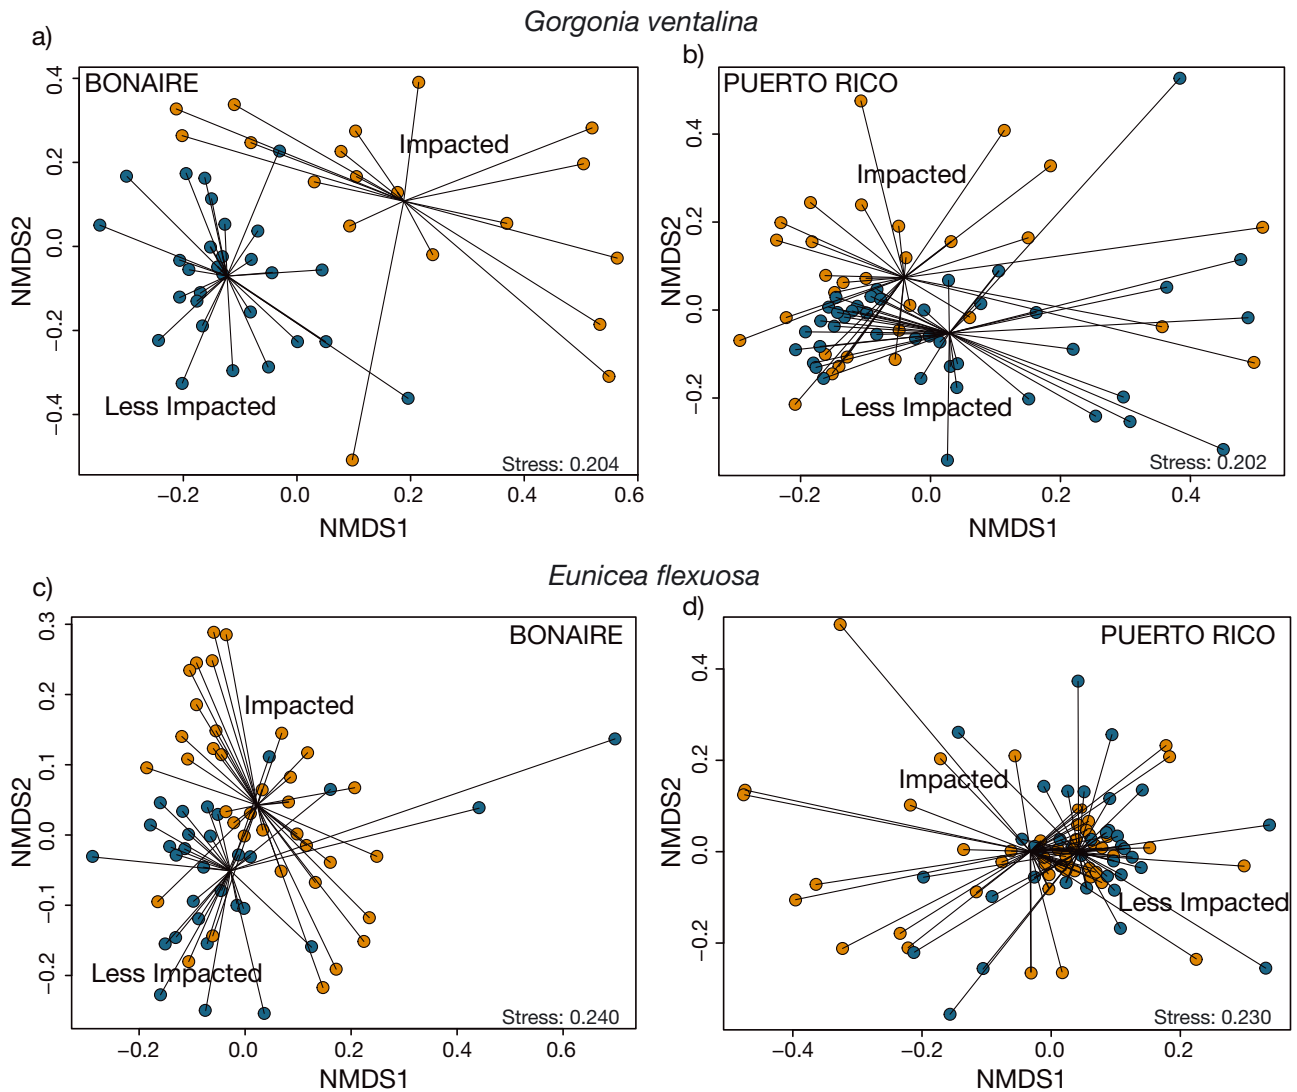 Gorgonia ventalina
a)
b)
BONAIRE
Impacted
Less Impacted
Stress: 0.204
NMDS2
0.4
0.2
0.0
−0.2
−0.4
−0.2
0.0
0.2
0.4
0.6
NMDS1
PUERTO RICO
Impacted
Less Impacted
Stress: 0.202
NMDS2
0.4
0.2
0.0
−0.2
−0.2
0.0
0.2
0.4
NMDS1
Eunicea flexuosa
c)
d)
BONAIRE
Impacted
Less Impacted
Stress: 0.240
NMDS2
0.3
0.2
0.1
0.0
−0.1
−0.2
−0.2
0.0
0.2
0.4
0.6
NMDS1
PUERTO RICO
Impacted
Less Impacted
Stress: 0.230
NMDS2
0.4
0.2
0.0
−0.2
−0.4
−0.2
0.0
0.2
NMDS1